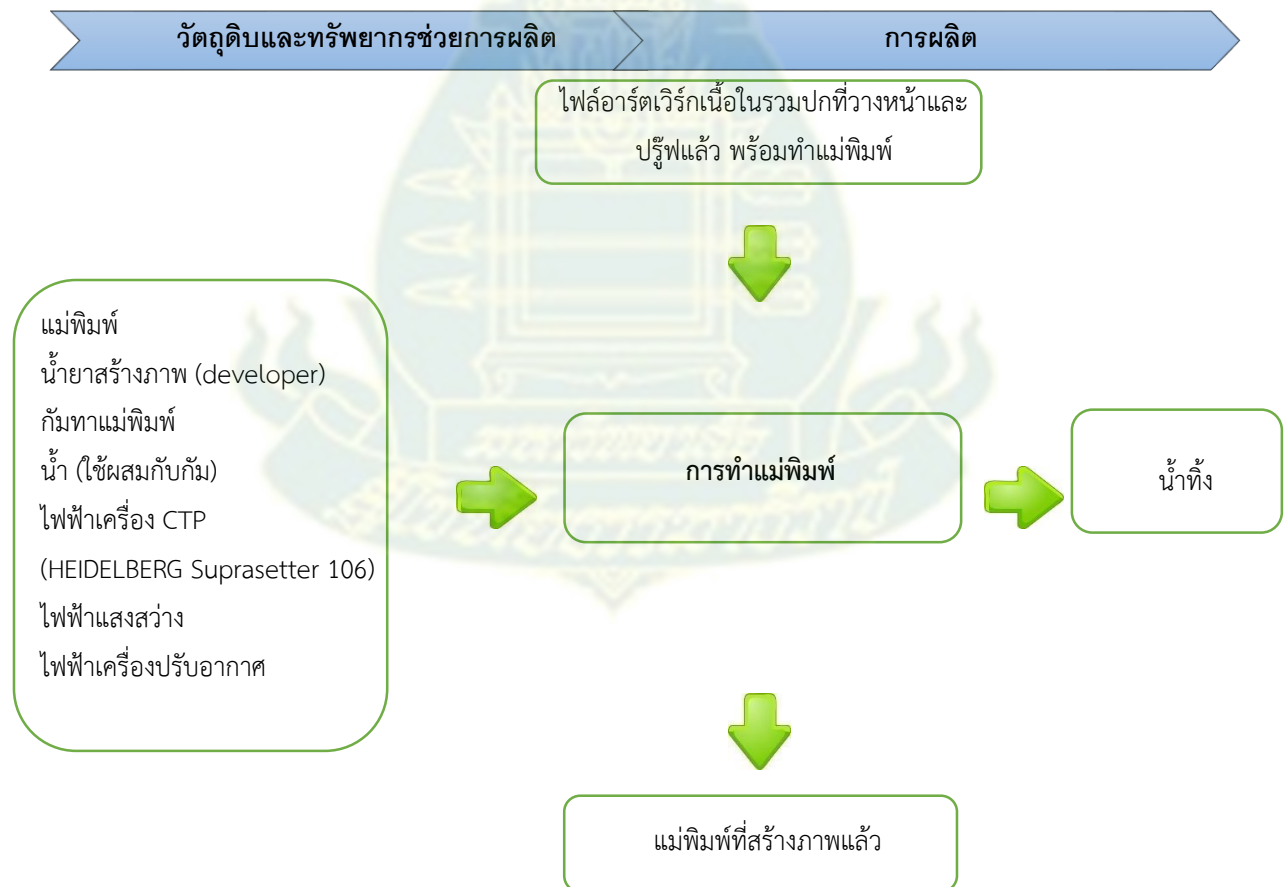 วัตถุดิบและทรัพยากรช่วยการผลิต
การผลิต
ไฟล์อาร์ตเวิร์กเนื้อในรวมปกที่วางหน้าและ
ปรู๊ฟแล้ว พร้อมทำแม่พิมพ์
แม่พิมพ์
น้ำยาสร้างภาพ (developer)
กัมทาแม่พิมพ์
น้ำ (ใช้ผสมกับกัม)
ไฟฟ้าเครื่อง CTP
(HEIDELBERG Suprasetter 106)
ไฟฟ้าแสงสว่าง
ไฟฟ้าเครื่องปรับอากาศ
การทำแม่พิมพ์
น้ำทิ้ง
แม่พิมพ์ที่สร้างภาพแล้ว